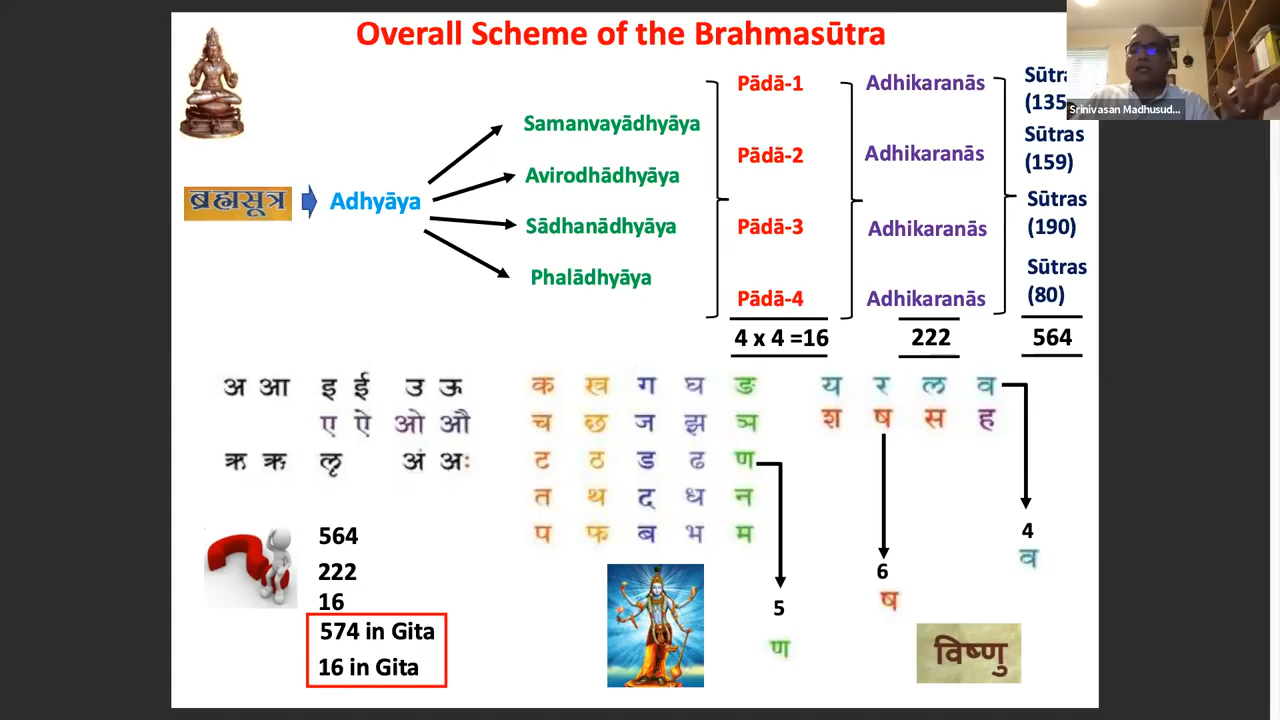 Overall Scheme of the Brahmasūtra
Srinivasan Madhusud...
ब्रह्मसूत्र
Adhyāya
Samanvayādhyāya
Avirodhādhyāya
Sādhanādhyāya
Phalādhyāya
Pādā-1
Pādā-2
Pādā-3
Pādā-4
4 x 4 =16
Adhikaranās
Adhikaranās
Adhikaranās
Adhikaranās
222
(135
Sūtras
(159)
Sūtras
(190)
Sūtras
(80)
564
अ आ इ ई उ ऊ
ए ऐ ओ औ
ऋ ऋ लृ अं अः
क ख ग घ ङ
च छ ज झ ञ
ट ठ ड ढ ण
त थ द ध न
प फ ब भ म
य र ल व
श ष स ह
564
222
16
574 in Gita
16 in Gita
5
ण
6
ष
4
व
विष्णु